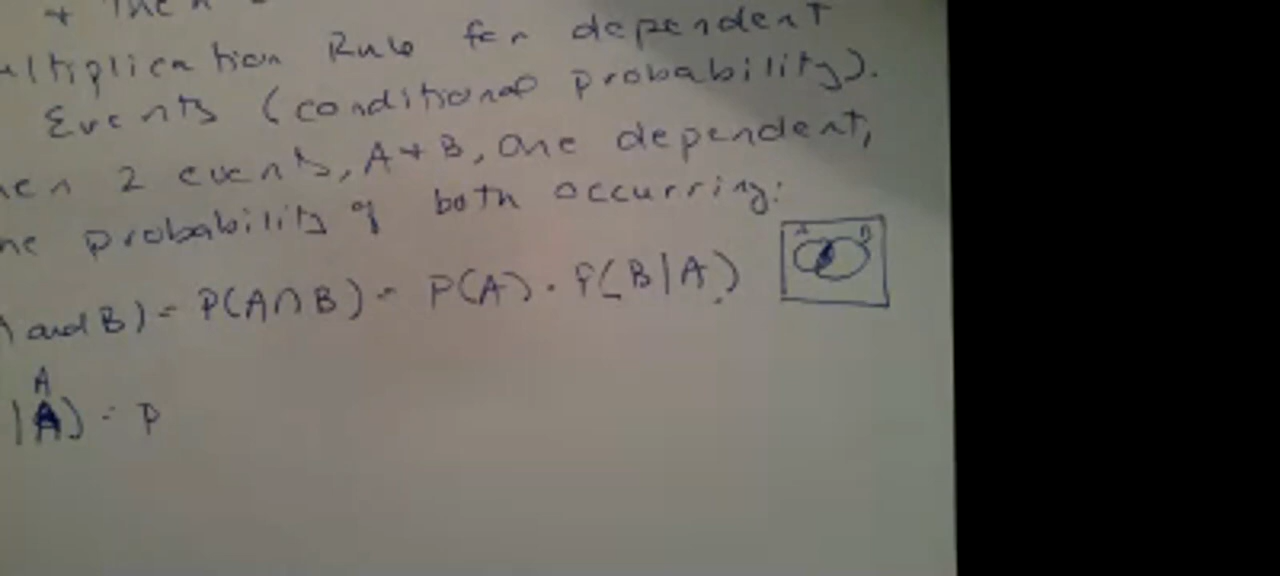 + The
ultiplication Rule for dependent
Events (conditional probability).
hen 2 events, A + B, are dependent,
he probability of both occurring:
A B
A and B) = P(A∩B) = P(A) · P(B|A)
A
|A) = P